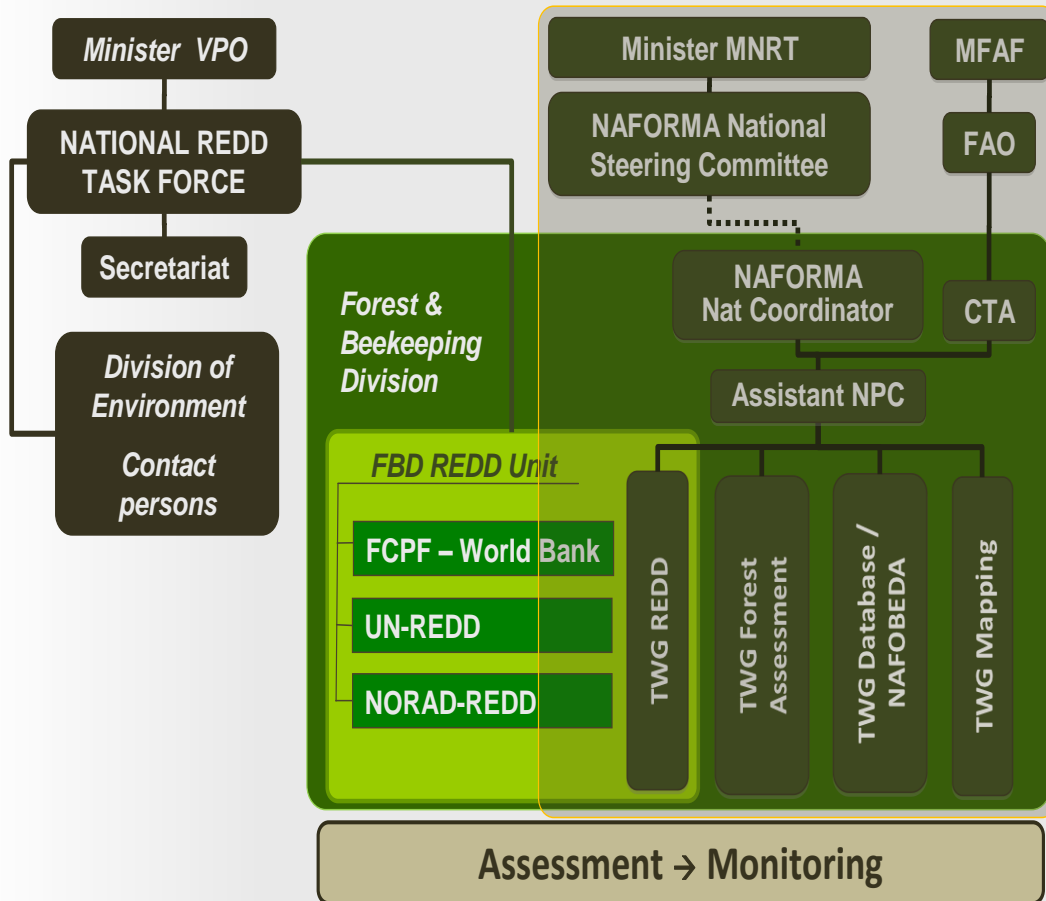 Minister VPO
NATIONAL REDD
TASK FORCE
Secretariat
Division of
Environment
Contact
persons
Minister MNRT
NAFORMA National
Steering Committee
MFAF
FAO
CTA
Forest &
Beekeeping
Division
NAFORMA
Nat Coordinator
Assistant NPC
FBD REDD Unit
FCPF – World Bank
UN-REDD
NORAD-REDD
TWG REDD
TWG Forest
Assessment
TWG Database /
NAFOBEDA
TWG Mapping
Assessment → Monitoring